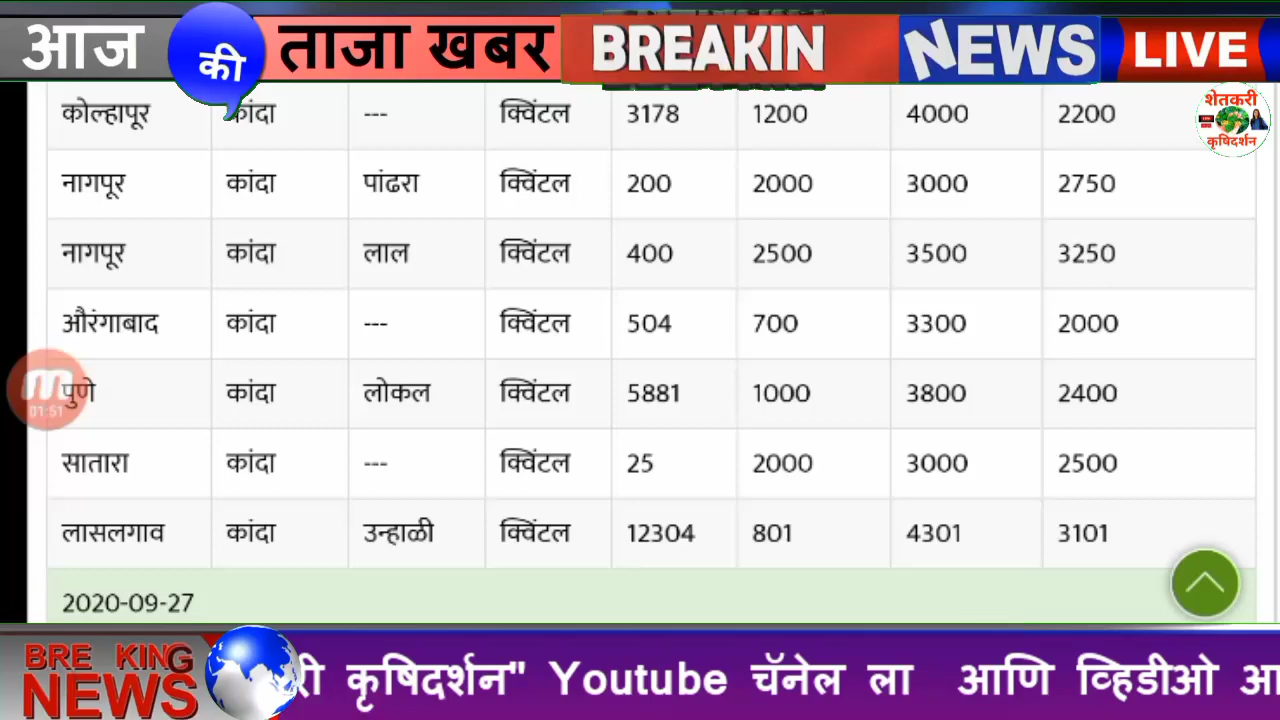 आज की ताजा खबर BREAKIN NEWS LIVE
कोल्हापूर कांदा --- क्विंटल 3178 1200 4000 2200
शेतकरी
कृषिदर्शन
नागपूर कांदा पांढरा क्विंटल 200 2000 3000 2750
नागपूर कांदा लाल क्विंटल 400 2500 3500 3250
औरंगाबाद कांदा --- क्विंटल 504 700 3300 2000
पुणे कांदा लोकल क्विंटल 5881 1000 3800 2400
01:51
सातारा कांदा --- क्विंटल 25 2000 3000 2500
लासलगाव कांदा उन्हाळी क्विंटल 12304 801 4301 3101
2020-09-27
BRE KING
NEWS
री कृषिदर्शन" Youtube चॅनेल ला आणि व्हिडीओ आ